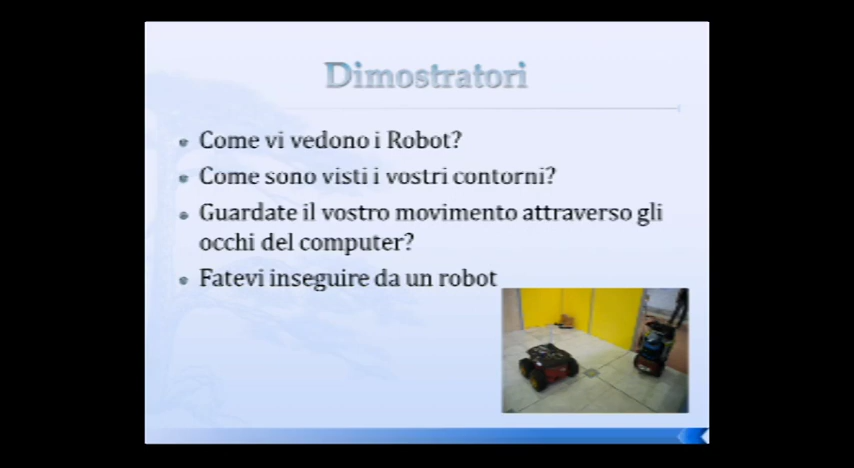 Dimostratori
Come vi vedono i Robot?
Come sono visti i vostri contorni?
Guardate il vostro movimento attraverso gli
occhi del computer?
Fatevi inseguire da un robot